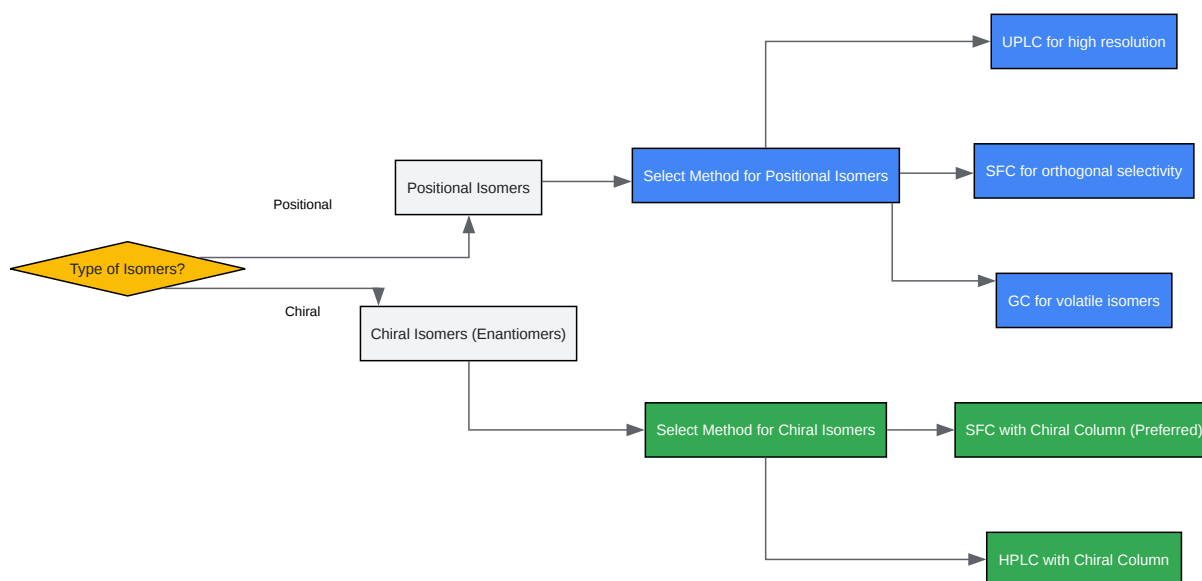 UPLC for high resolution
Positional Isomers
Select Method for Positional Isomers
SFC for orthogonal selectivity
Positional
Type of Isomers?
GC for volatile isomers
Chiral
Chiral Isomers (Enantiomers)
Select Method for Chiral Isomers
SFC with Chiral Column (Preferred)
HPLC with Chiral Column